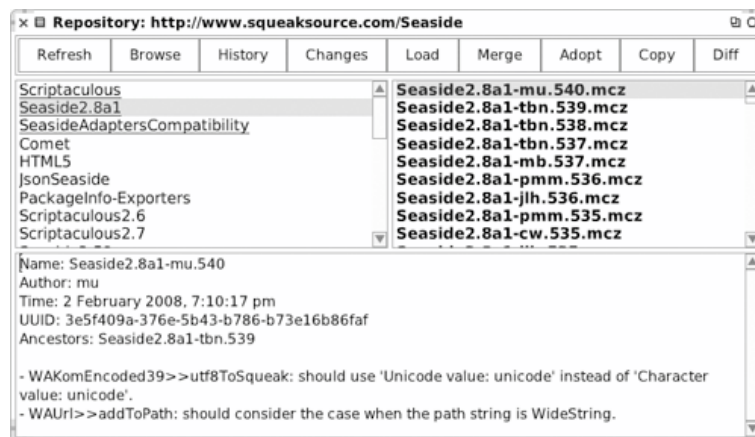 Repository: http://www.squeaksource.com/Seaside
Refresh Browse History Changes Load Merge Adopt Copy Diff
Scriptaculous
Seaside2.8a1
SeasideAdaptersCompatibility
Comet
HTML5
JsonSeaside
PackageInfo-Exporters
Scriptaculous2.6
Scriptaculous2.7
Seaside2.8a1-mu.540.mcz
Seaside2.8a1-tbn.539.mcz
Seaside2.8a1-tbn.538.mcz
Seaside2.8a1-tbn.537.mcz
Seaside2.8a1-mb.537.mcz
Seaside2.8a1-pmm.536.mcz
Seaside2.8a1-jlh.536.mcz
Seaside2.8a1-pmm.535.mcz
Seaside2.8a1-cw.535.mcz
Name: Seaside2.8a1-mu.540
Author: mu
Time: 2 February 2008, 7:10:17 pm
UUID: 3e5f409a-376e-5b43-b786-b73e16b86faf
Ancestors: Seaside2.8a1-tbn.539
- WAKomEncoded39>>utf8ToSqueak: should use 'Unicode value: unicode' instead of 'Character
value: unicode'.
- WAUrl>>addToPath: should consider the case when the path string is WideString.